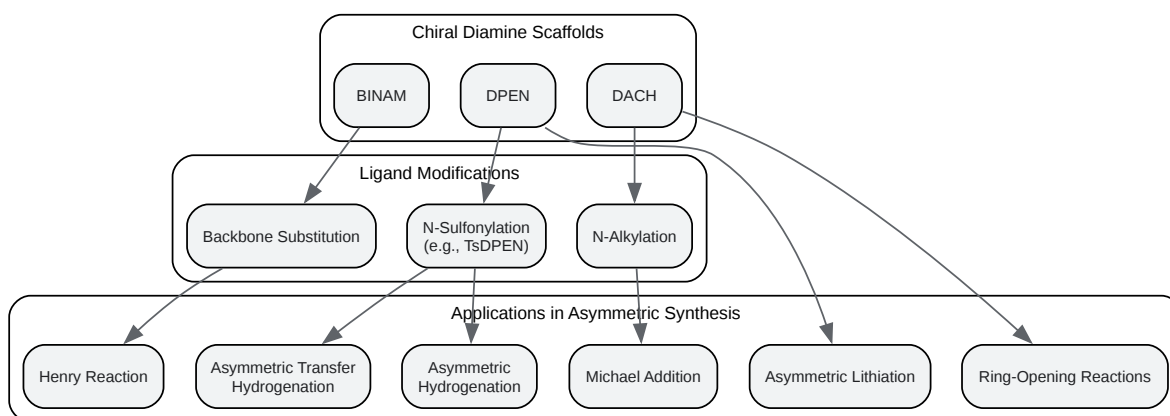 Chiral Diamine Scaffolds
BINAM
DPEN
DACH
Ligand Modifications
Backbone Substitution
N-Sulfonylation
(e.g., TsDPEN)
N-Alkylation
Applications in Asymmetric Synthesis
Henry Reaction
Asymmetric Transfer
Hydrogenation
Asymmetric
Hydrogenation
Michael Addition
Asymmetric Lithiation
Ring-Opening Reactions